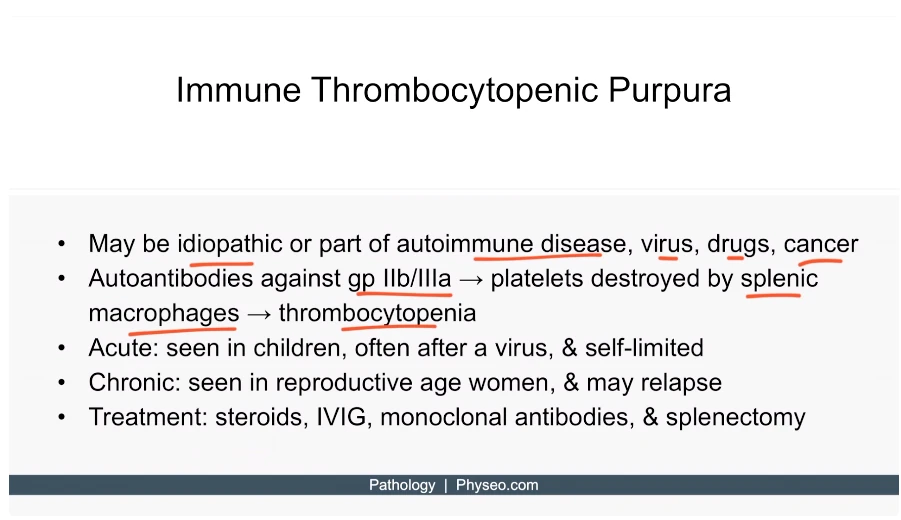 Immune Thrombocytopenic Purpura
• May be idiopathic or part of autoimmune disease, virus, drugs, cancer
• Autoantibodies against gp IIb/IIIa → platelets destroyed by splenic
macrophages → thrombocytopenia
• Acute: seen in children, often after a virus, & self-limited
• Chronic: seen in reproductive age women, & may relapse
• Treatment: steroids, IVIG, monoclonal antibodies, & splenectomy
Pathology | Physeo.com